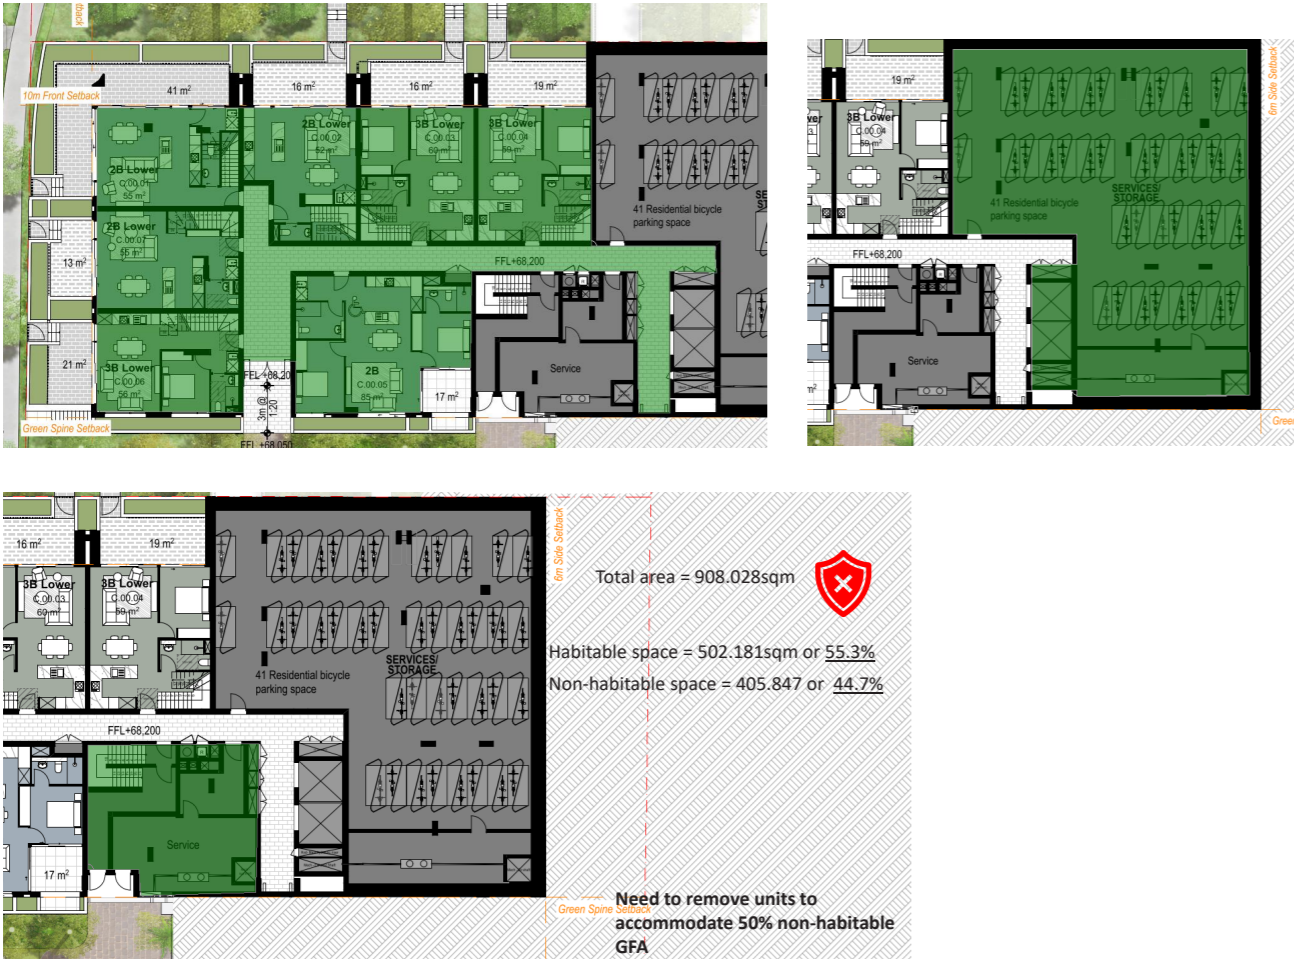 tback
10m Front Setback
41 m²
16 m²
16 m²
19 m²
2B Lower
C.00.01
55 m²
2B Lower
C.00.02
52 m²
3B Lower
C.00.03
60 m²
3B Lower
C.00.04
59 m²
SE
ST
41 Residential bicycle
parking space
2B Lower
C.00.07
55 m²
13 m²
FFL+68,200
21 m²
3B Lower
C.00.06
56 m²
FFL +68,20
3m @
1:20
2B
C.00.05
85 m²
17 m²
Service
Green Spine Setback
FFL +68,050
19 m²
3B Lower
C.00.04
59 m²
SERVICES/
STORAGE
41 Residential bicycle
parking space
FFL+68,200
Service
m²
6m Side Setback
Green
16 m²
19 m²
3B Lower
C.00.03
60 m²
3B Lower
C.00.04
59 m²
SERVICES/
STORAGE
41 Residential bicycle
parking space
FFL+68,200
Service
17 m²
6m Side Setback
Green Spine Setback
Total area = 908.028sqm
Habitable space = 502.181sqm or 55.3%
Non-habitable space = 405.847 or 44.7%
Need to remove units to
accommodate 50% non-habitable
GFA